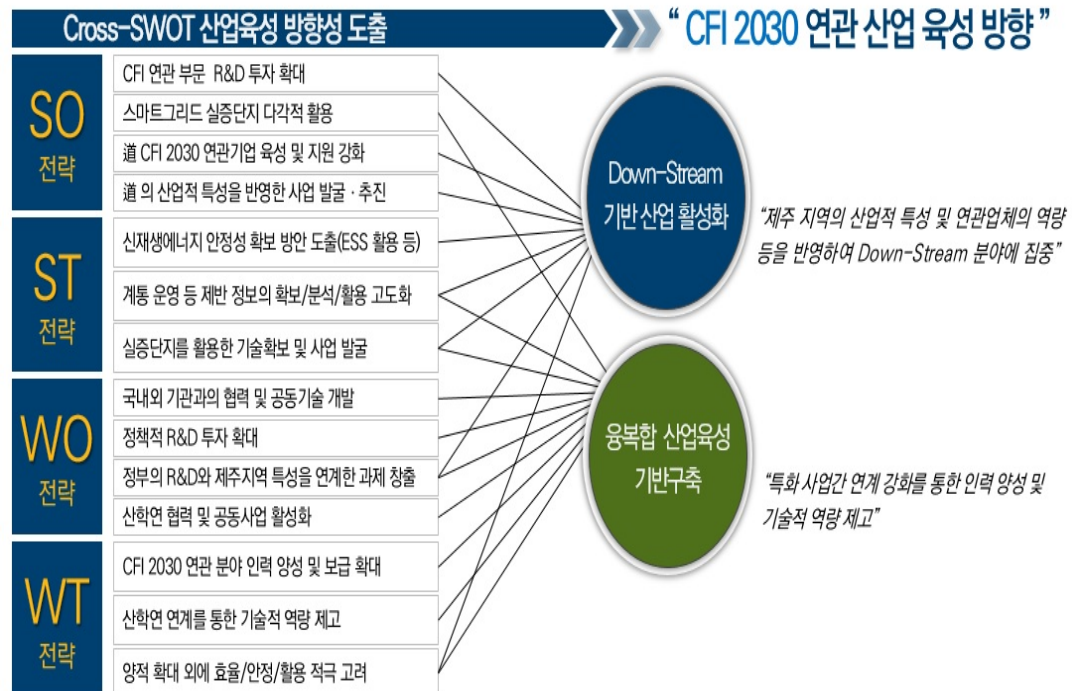 Cross-SWOT 산업육성 방향성 도출
“ CFI 2030 연관 산업 육성 방향 ”
SO
전략
CFI 연관 부문 R&D 투자 확대
스마트그리드 실증단지 다각적 활용
道 CFI 2030 연관기업 육성 및 지원 강화
道 의 산업적 특성을 반영한 사업 발굴 · 추진
ST
전략
신재생에너지 안정성 확보 방안 도출(ESS 활용 등)
계통 운영 등 제반 정보의 확보/분석/활용 고도화
실증단지를 활용한 기술확보 및 사업 발굴
WO
전략
국내외 기관과의 협력 및 공동기술 개발
정책적 R&D 투자 확대
정부의 R&D와 제주지역 특성을 연계한 과제 창출
산학연 협력 및 공동사업 활성화
WT
전략
CFI 2030 연관 분야 인력 양성 및 보급 확대
산학연 연계를 통한 기술적 역량 제고
양적 확대 외에 효율/안정/활용 적극 고려
Down-Stream
기반 산업 활성화
“제주 지역의 산업적 특성 및 연관업체의 역량
등을 반영하여 Down-Stream 분야에 집중”
융복합 산업육성
기반구축
“특화 사업간 연계 강화를 통한 인력 양성 및
기술적 역량 제고”